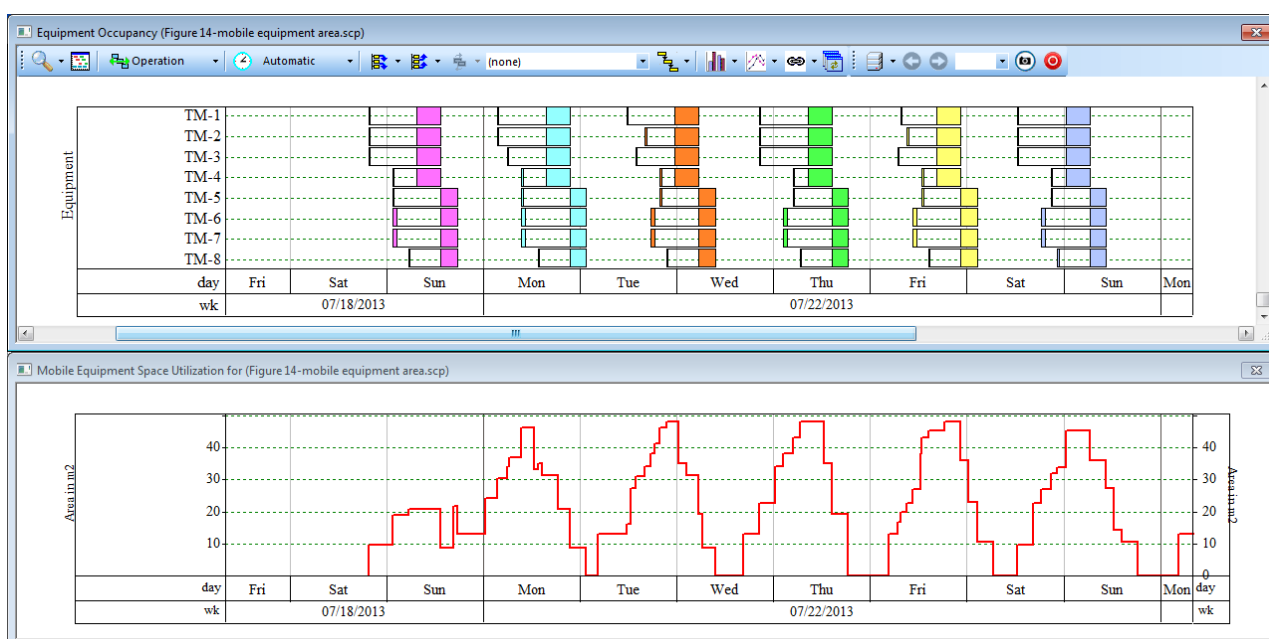 Equipment Occupancy (Figure 14-mobile equipment area.scp)
Operation Automatic (none)
Equipment
TM-1
TM-2
TM-3
TM-4
TM-5
TM-6
TM-7
TM-8
day Fri Sat Sun Mon Tue Wed Thu Fri Sat Sun Mon
wk 07/18/2013 07/22/2013
Mobile Equipment Space Utilization for (Figure 14-mobile equipment area.scp)
Area in m2
40 40
30 30
20 20
10 10
0
Area in m2
day Fri Sat Sun Mon Tue Wed Thu Fri Sat Sun Mon day
wk 07/18/2013 07/22/2013 wk